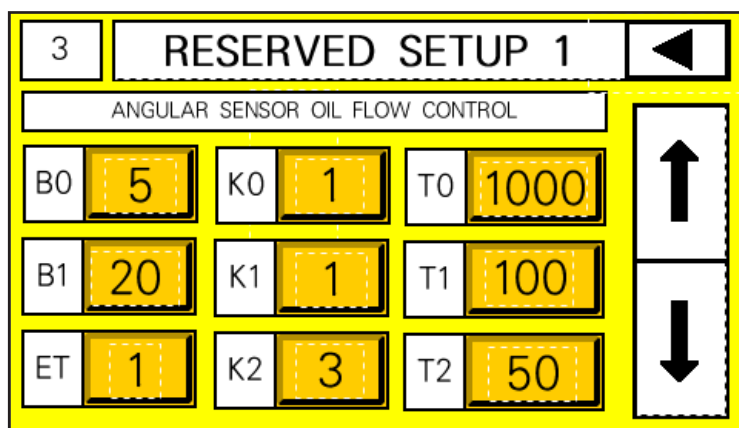 3 RESERVED SETUP 1
ANGULAR SENSOR OIL FLOW CONTROL
B0 5 K0 1 T0 1000
B1 20 K1 1 T1 100
ET 1 K2 3 T2 50